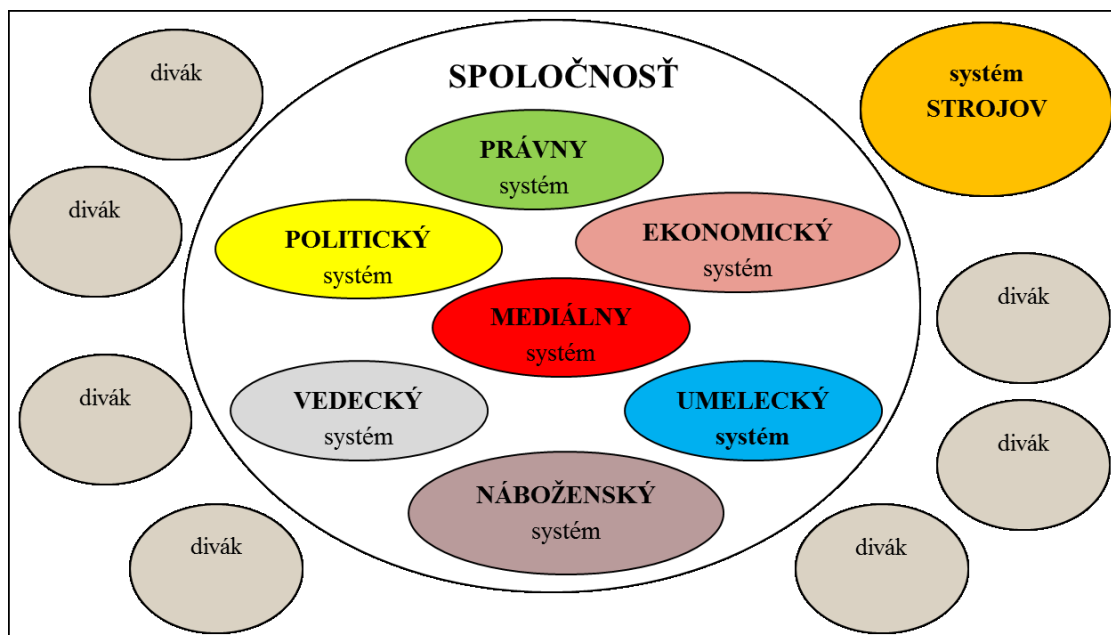 divák
SPOLOČNOSŤ
systém
STROJOV
PRÁVNY
systém
divák
POLITICKÝ
systém
EKONOMICKÝ
systém
divák
MEDIÁLNY
systém
divák
VEDECKÝ
systém
UMELECKÝ
systém
divák
NÁBOŽENSKÝ
systém
divák
divák